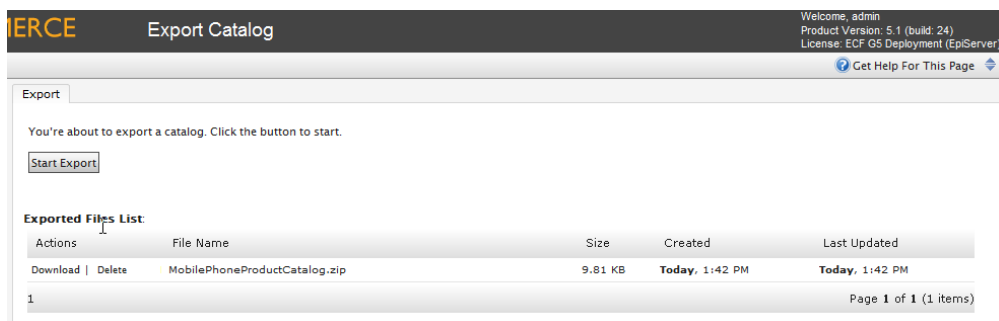 IERCE
Export Catalog
Welcome, admin
Product Version: 5.1 (build: 24)
License: ECF G5 Deployment (EpiServer)
Get Help For This Page
Export
You're about to export a catalog. Click the button to start.
Start Export
Exported Files List:
Actions File Name Size Created Last Updated
Download | Delete MobilePhoneProductCatalog.zip 9.81 KB Today, 1:42 PM Today, 1:42 PM
1 Page 1 of 1 (1 items)